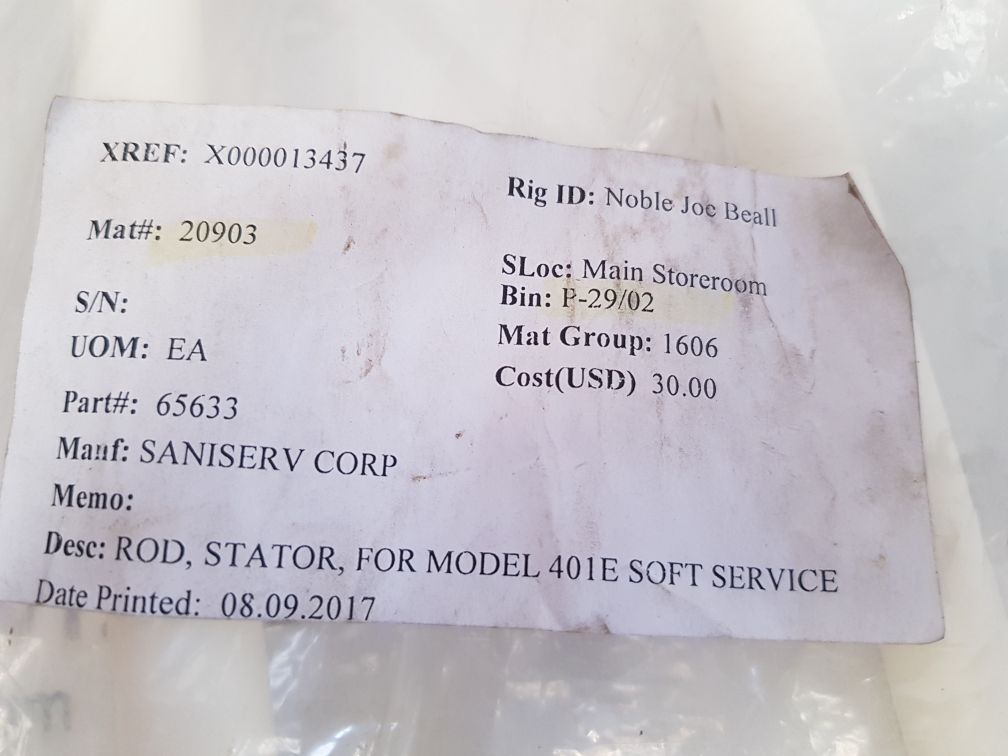 XREF: X000013437
Rig ID: Noble Joe Beall
Mat#: 20903
SLoc: Main Storeroom
S/N:
Bin: P-29/02
UOM: EA
Mat Group: 1606
Part#: 65633
Cost(USD) 30.00
Manf: SANISERV CORP
Memo:
Desc: ROD, STATOR, FOR MODEL 401E SOFT SERVICE
Date Printed: 08.09.2017